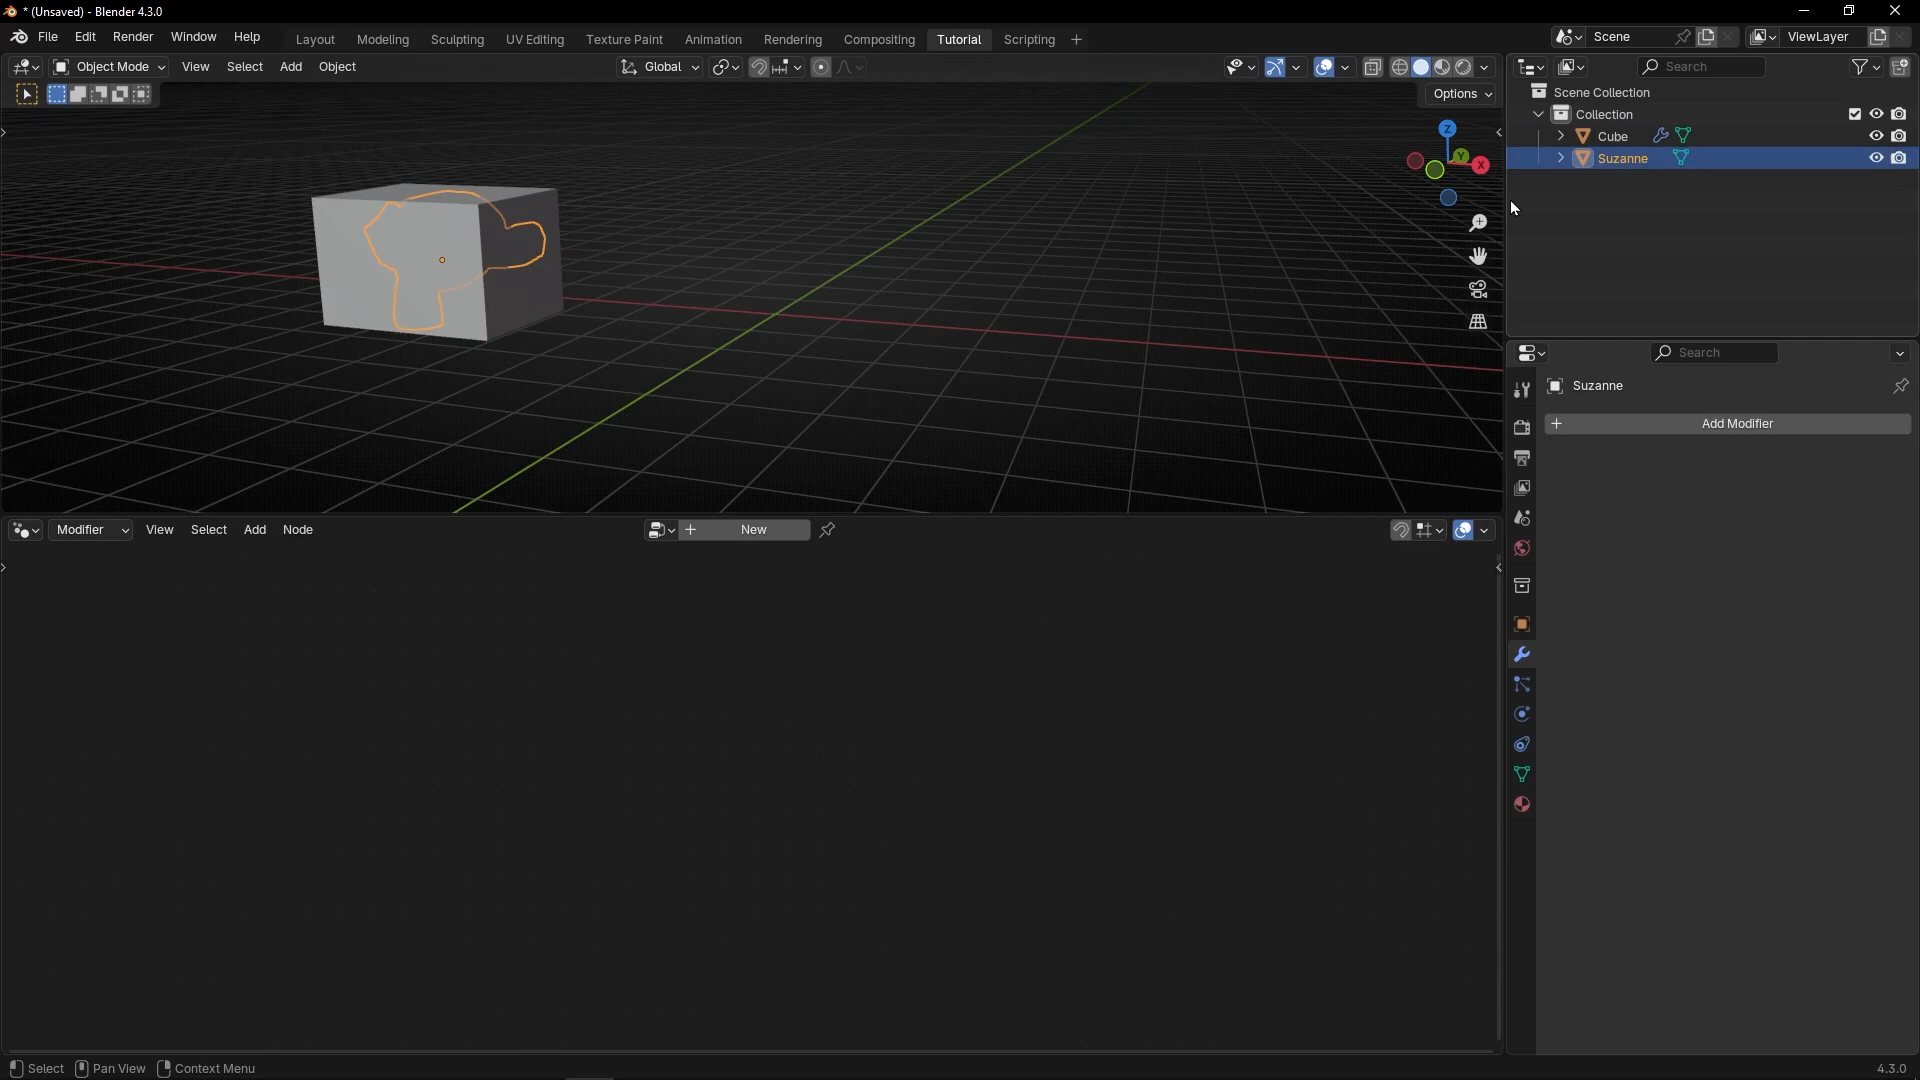 * (Unsaved) - Blender 4.3.0
File Edit Render Window Help Layout Modeling Sculpting UV Editing Texture Paint Animation Rendering Compositing Tutorial Scripting + Scene ViewLayer
Object Mode View Select Add Object Global Search
Options
Scene Collection
Collection
Cube
Suzanne
Z
Y
X
Search
Suzanne
+ Add Modifier
Modifier View Select Add Node + New
Select Pan View Context Menu 4.3.0